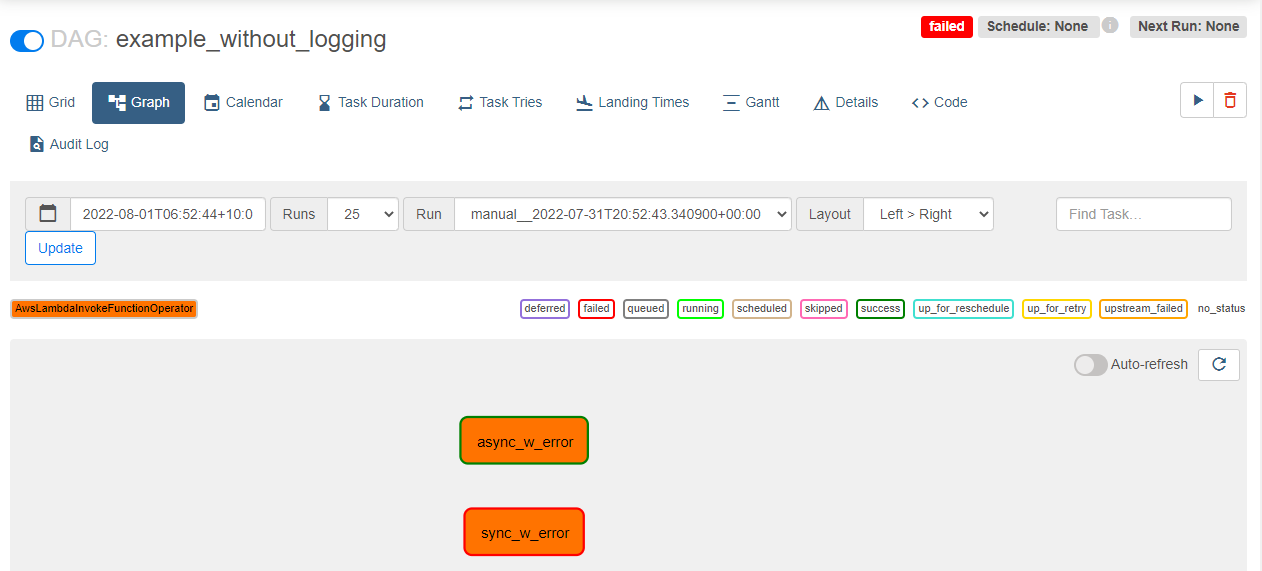 DAG: example_without_logging
failed Schedule: None Next Run: None
Grid Graph Calendar Task Duration Task Tries Landing Times Gantt Details Code
Audit Log
2022-08-01T06:52:44+10:0 Runs 25 Run manual__2022-07-31T20:52:43.340900+00:00 Layout Left > Right Find Task...
Update
AwsLambdaInvokeFunctionOperator deferred failed queued running scheduled skipped success up_for_reschedule up_for_retry upstream_failed no_status
Auto-refresh
async_w_error
sync_w_error